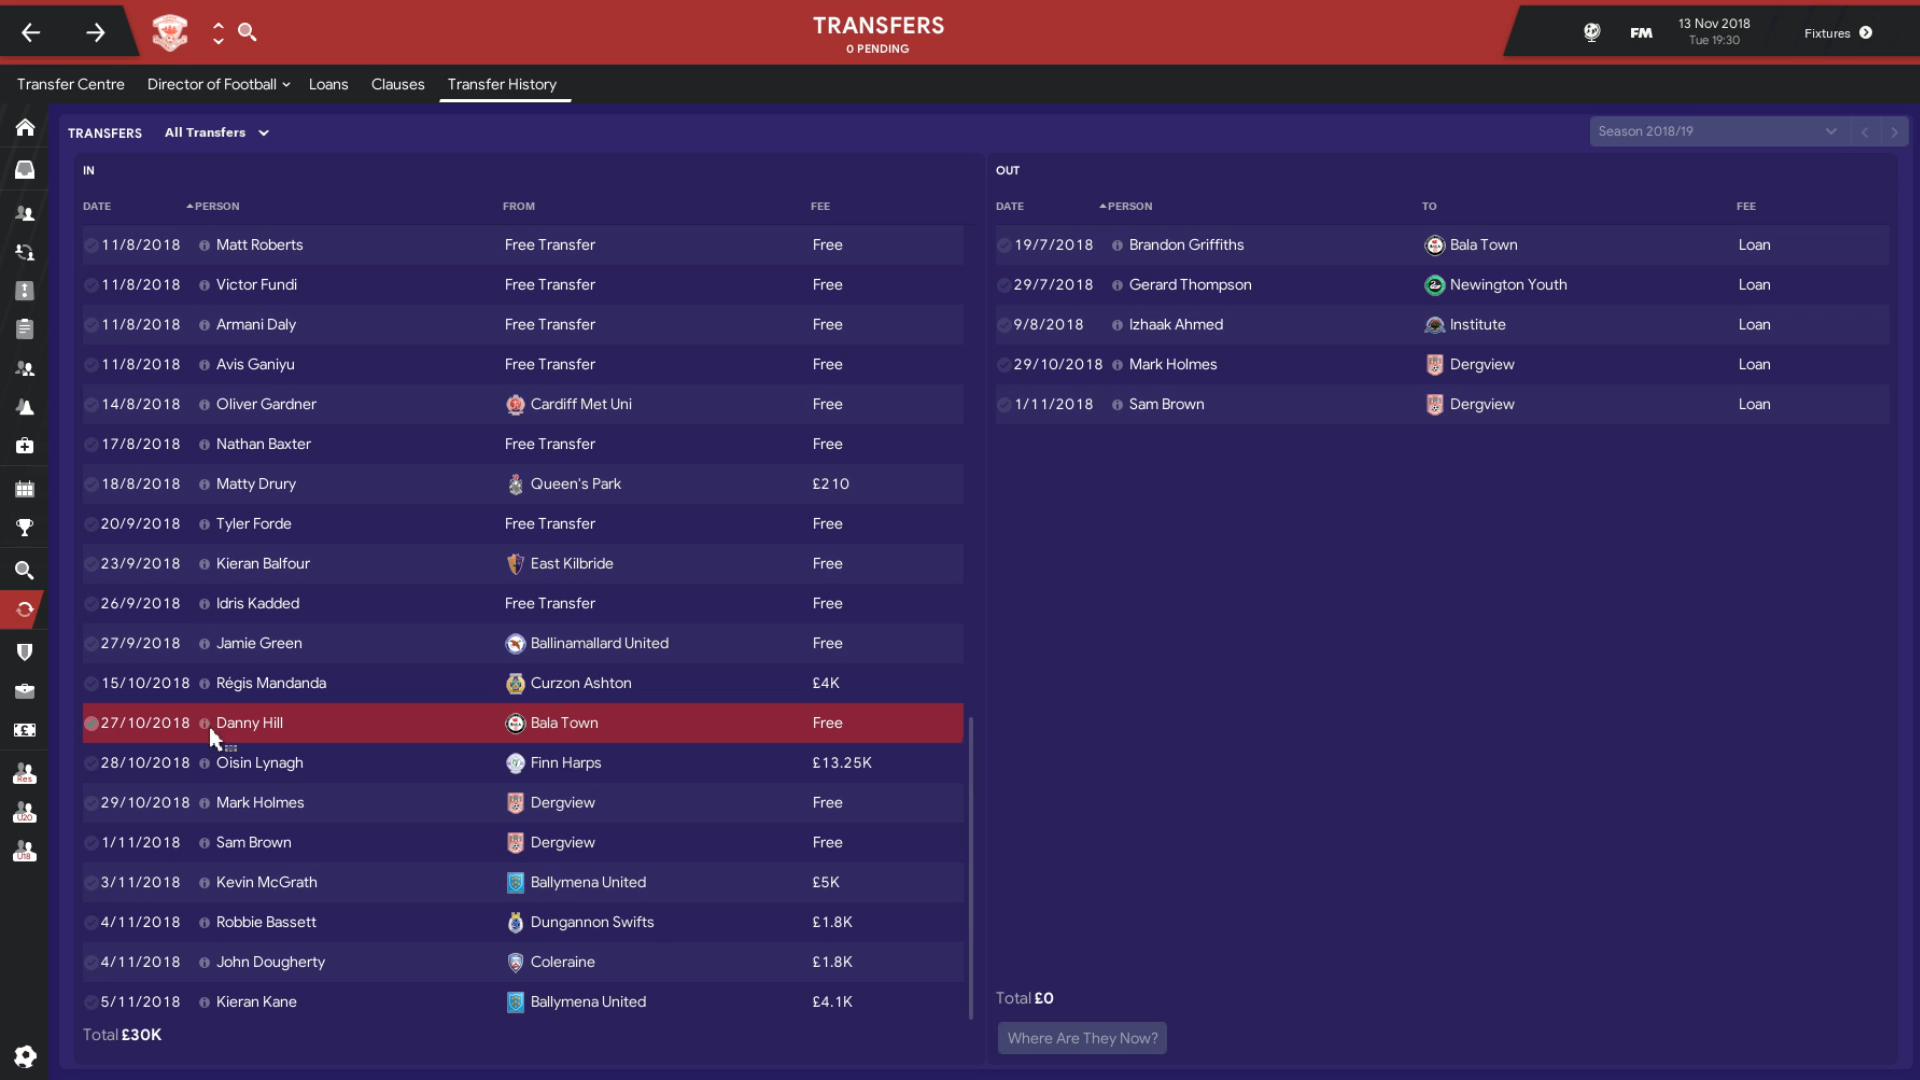 TRANSFERS
0 PENDING
FM
13 Nov 2018
Tue 19:30
Fixtures
Transfer Centre
Director of Football
Loans
Clauses
Transfer History
TRANSFERS
All Transfers
Season 2018/19
IN
DATE PERSON FROM FEE
11/8/2018 Matt Roberts Free Transfer Free
11/8/2018 Victor Fundi Free Transfer Free
11/8/2018 Armani Daly Free Transfer Free
11/8/2018 Avis Ganiyu Free Transfer Free
14/8/2018 Oliver Gardner Cardiff Met Uni Free
17/8/2018 Nathan Baxter Free Transfer Free
18/8/2018 Matty Drury Queen's Park £210
20/9/2018 Tyler Forde Free Transfer Free
23/9/2018 Kieran Balfour East Kilbride Free
26/9/2018 Idris Kadded Free Transfer Free
27/9/2018 Jamie Green Ballinamallard United Free
15/10/2018 Régis Mandanda Curzon Ashton £4K
27/10/2018 Danny Hill Bala Town Free
28/10/2018 Oisin Lynagh Finn Harps £13.25K
29/10/2018 Mark Holmes Dergview Free
1/11/2018 Sam Brown Dergview Free
3/11/2018 Kevin McGrath Ballymena United £5K
4/11/2018 Robbie Bassett Dungannon Swifts £1.8K
4/11/2018 John Dougherty Coleraine £1.8K
5/11/2018 Kieran Kane Ballymena United £4.1K
Total £30K
OUT
DATE PERSON TO FEE
19/7/2018 Brandon Griffiths Bala Town Loan
29/7/2018 Gerard Thompson Newington Youth Loan
9/8/2018 Izhaak Ahmed Institute Loan
29/10/2018 Mark Holmes Dergview Loan
1/11/2018 Sam Brown Dergview Loan
Total £0
Where Are They Now?
Res
U20
U18